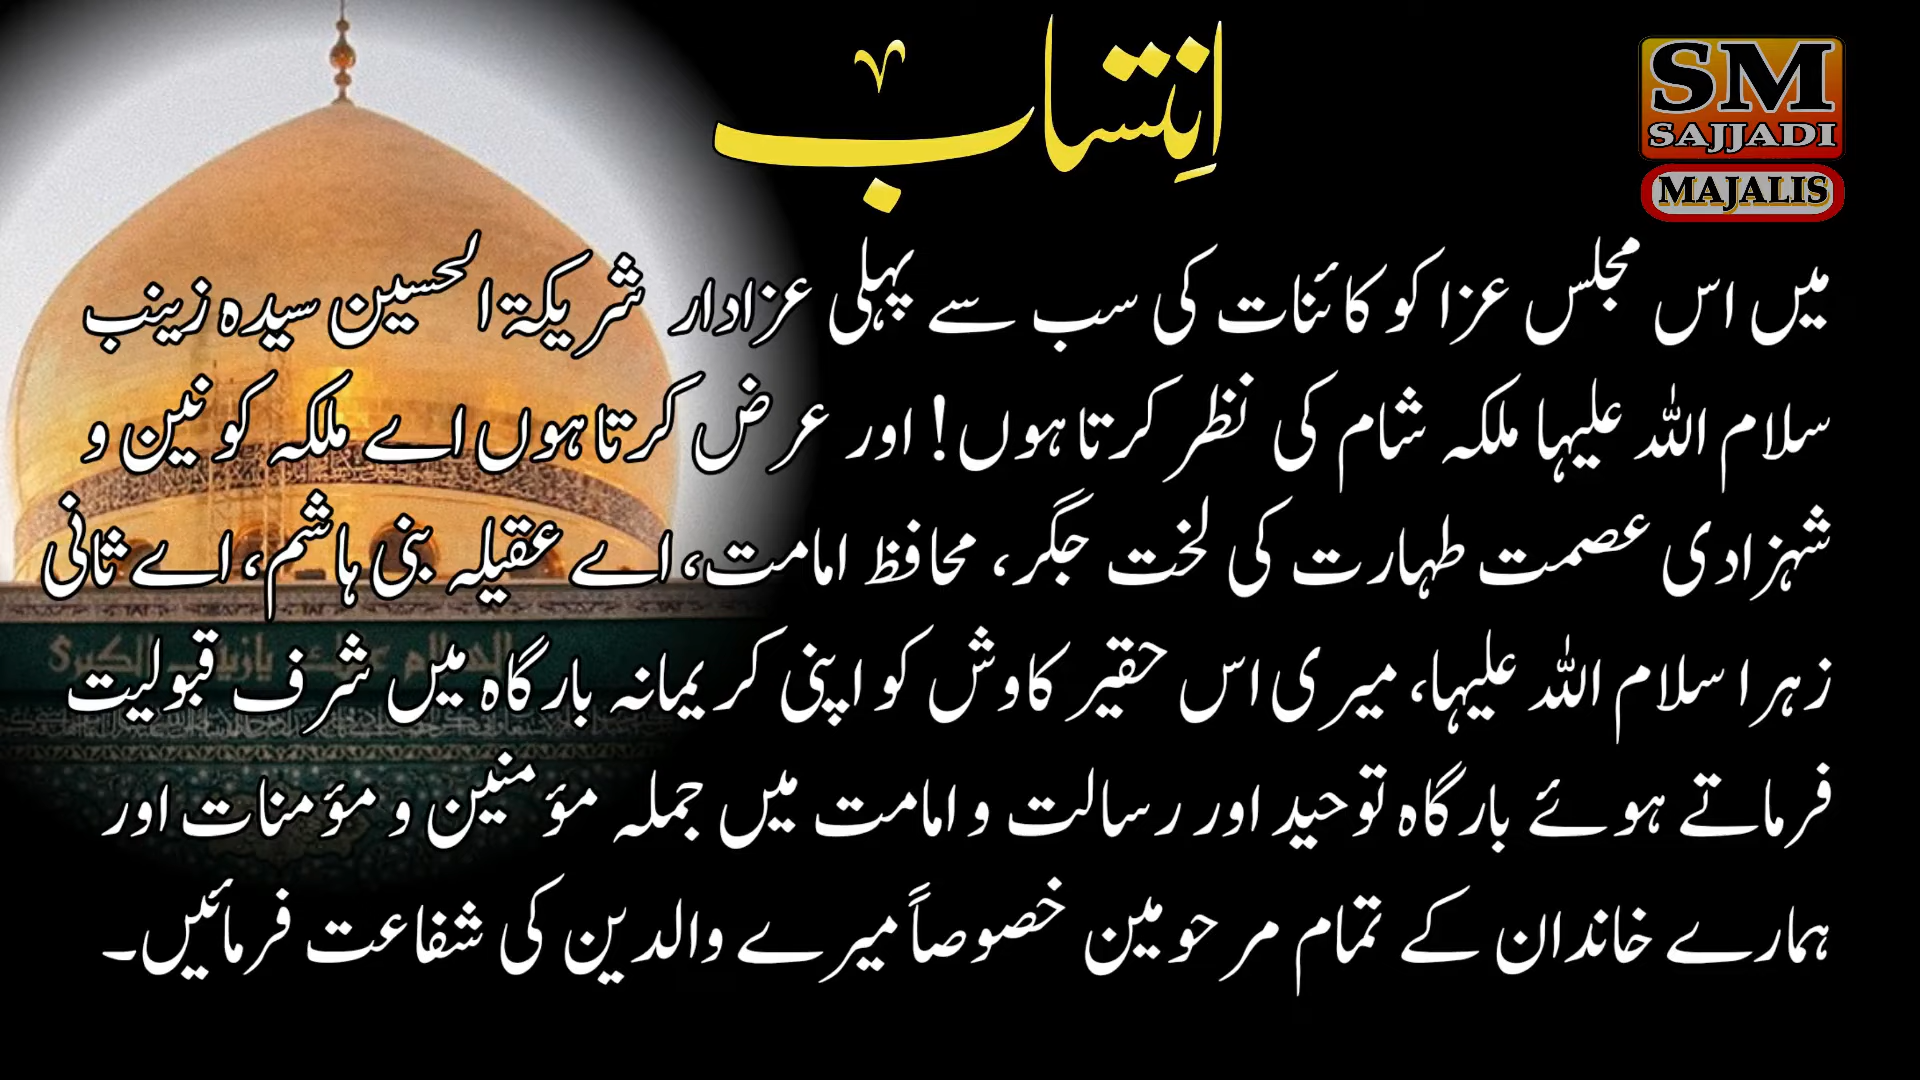 اِنتساب
SM
SAJJADI
MAJALIS
میں اس مجلس عزا کو کائنات کی سب سے پہلی عزادار شریکۃ الحسین سیدہ زینب
سلام اللہ علیہا ملکہ شام کی نظر کرتا ہوں! اور عرض کرتا ہوں اے ملکہ کونین و
شہزادی عصمت طہارت کی لخت جگر، محافظ امامت، اے عقیلہ بنی ہاشم، اے ثانی
زہرا سلام اللہ علیہا، میری اس حقیر کاوش کو اپنی کریمانہ بارگاہ میں شرف قبولیت
فرماتے ہوئے بارگاہ توحید اور رسالت و امامت میں جملہ مؤمنین و مؤمنات اور
ہمارے خاندان کے تمام مرحومین خصوصاً میرے والدین کی شفاعت فرمائیں۔